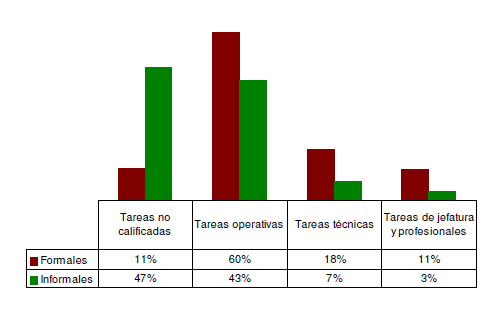 Tareas no calificadas
Tareas operativas
Tareas técnicas
Tareas de jefatura y profesionales
Formales 11% 60% 18% 11%
Informales 47% 43% 7% 3%